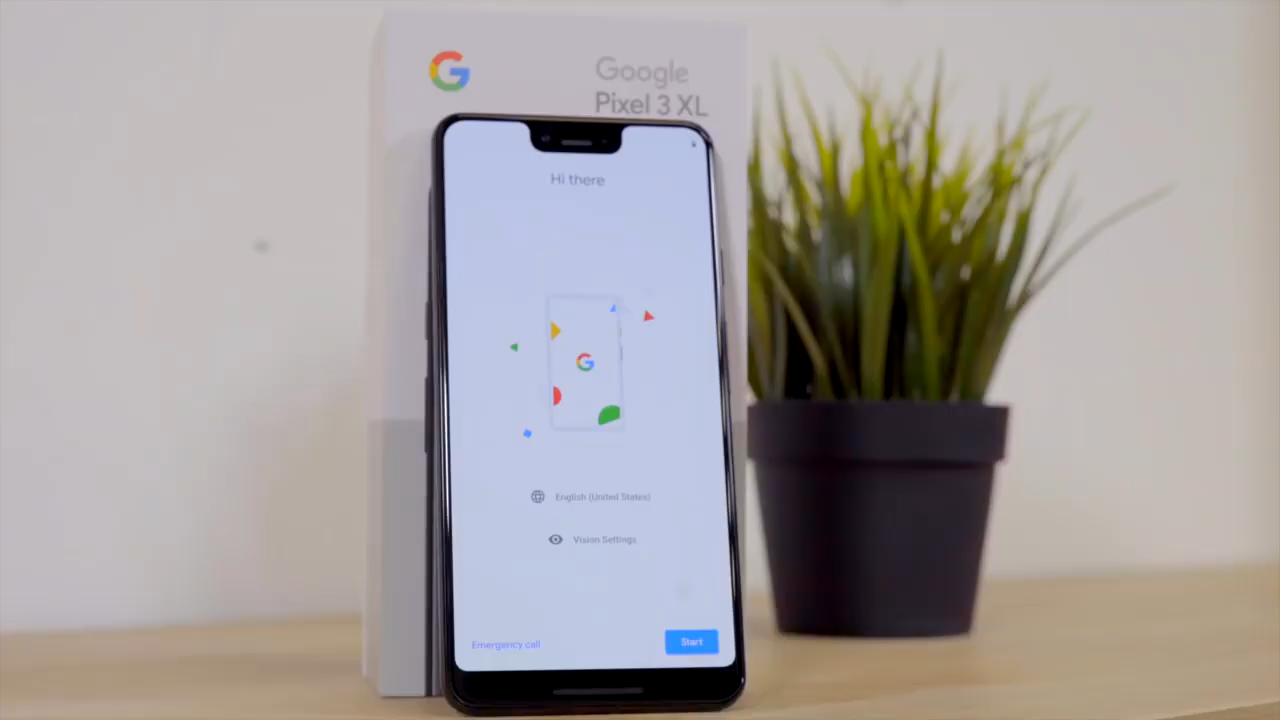 Google
Pixel 3 XL
Hi there
English (United States)
Vision Settings
Emergency call
Start